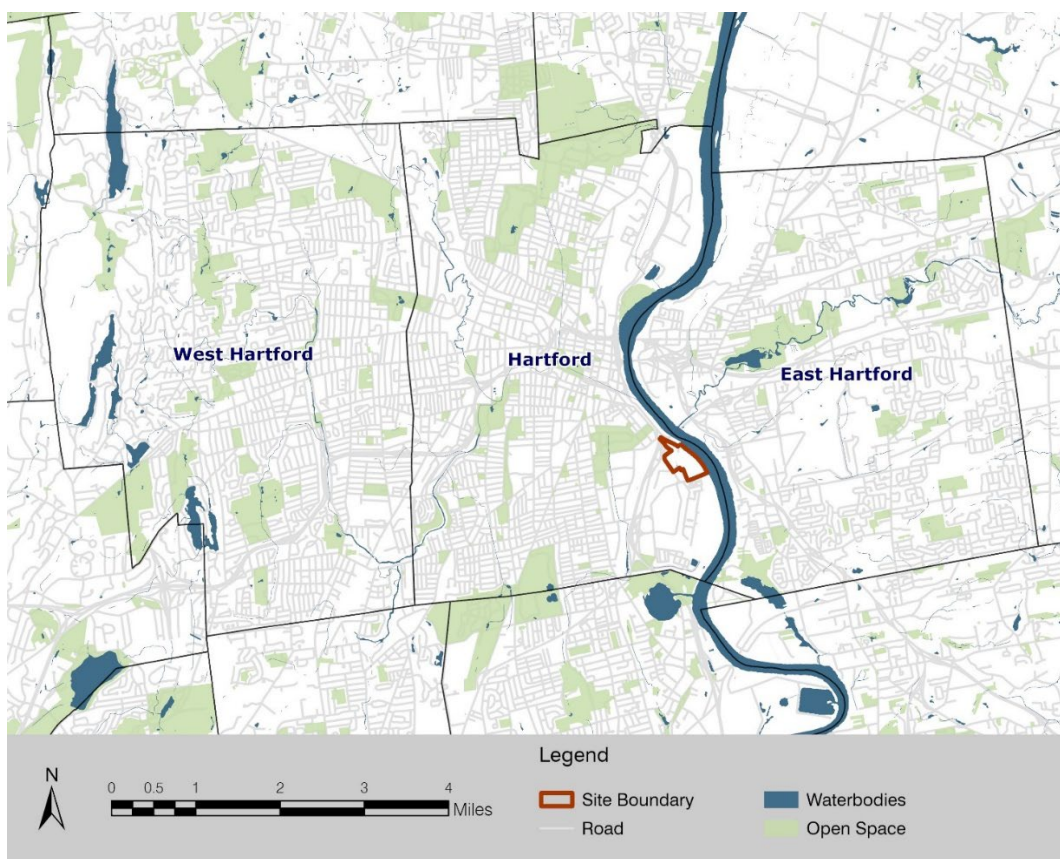 West Hartford
Hartford
East Hartford
N
0 0.5 1 2 3 4
Miles
Legend
Site Boundary
Waterbodies
Road
Open Space